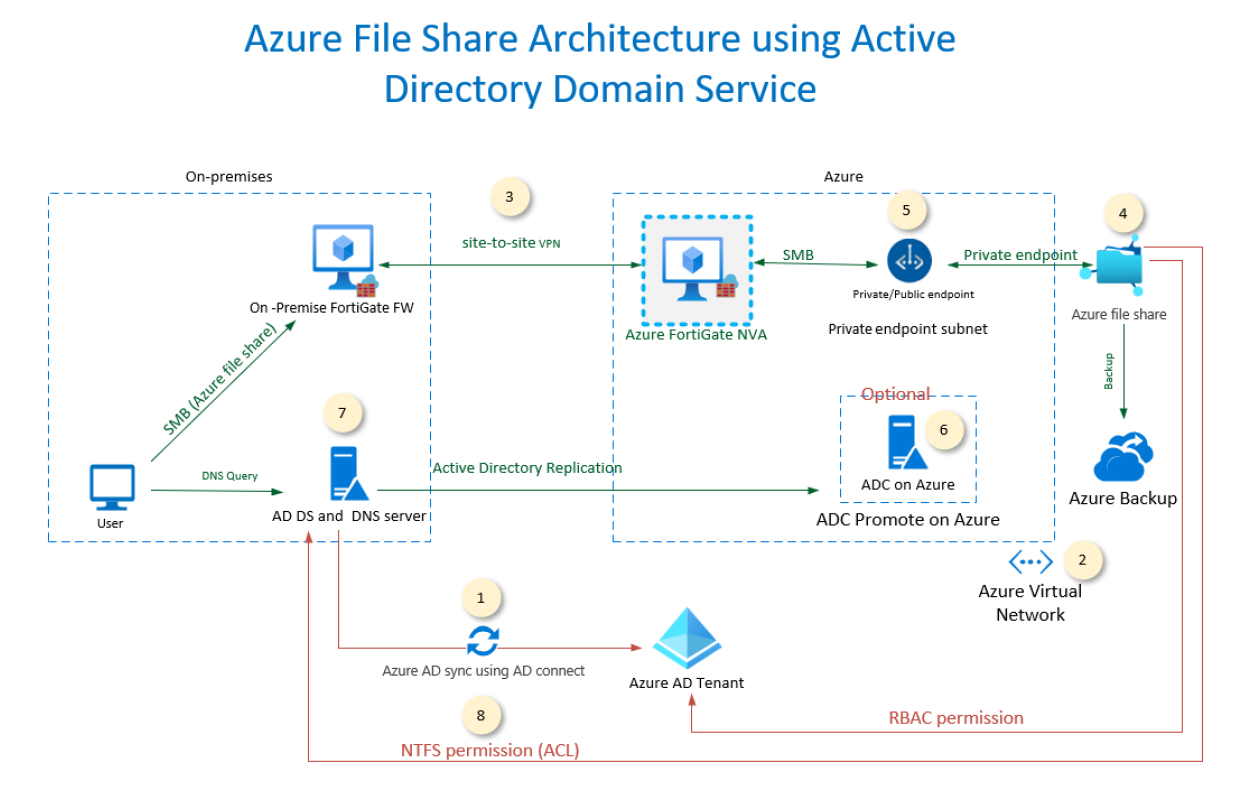 Azure File Share Architecture using Active
Directory Domain Service
On-premises
Azure
3
5
4
site-to-site VPN
SMB
Private endpoint
On -Premise FortiGate FW
Private/Public endpoint
Azure file share
Azure FortiGate NVA
Private endpoint subnet
SMB (Azure file share)
Backup
Optional
7
6
Active Directory Replication
DNS Query
ADC on Azure
Azure Backup
User
AD DS and DNS server
ADC Promote on Azure
2
Azure Virtual
Network
1
Azure AD sync using AD connect
Azure AD Tenant
8
RBAC permission
NTFS permission (ACL)